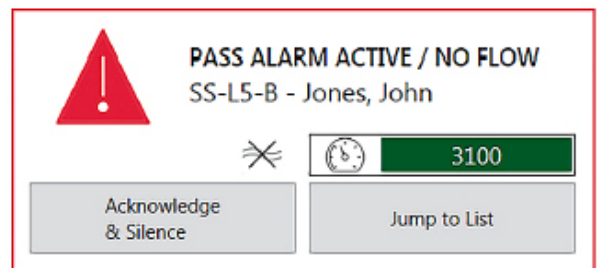 PASS ALARM ACTIVE / NO FLOW
SS-L5-B - Jones, John
3100
Acknowledge
& Silence
Jump to List